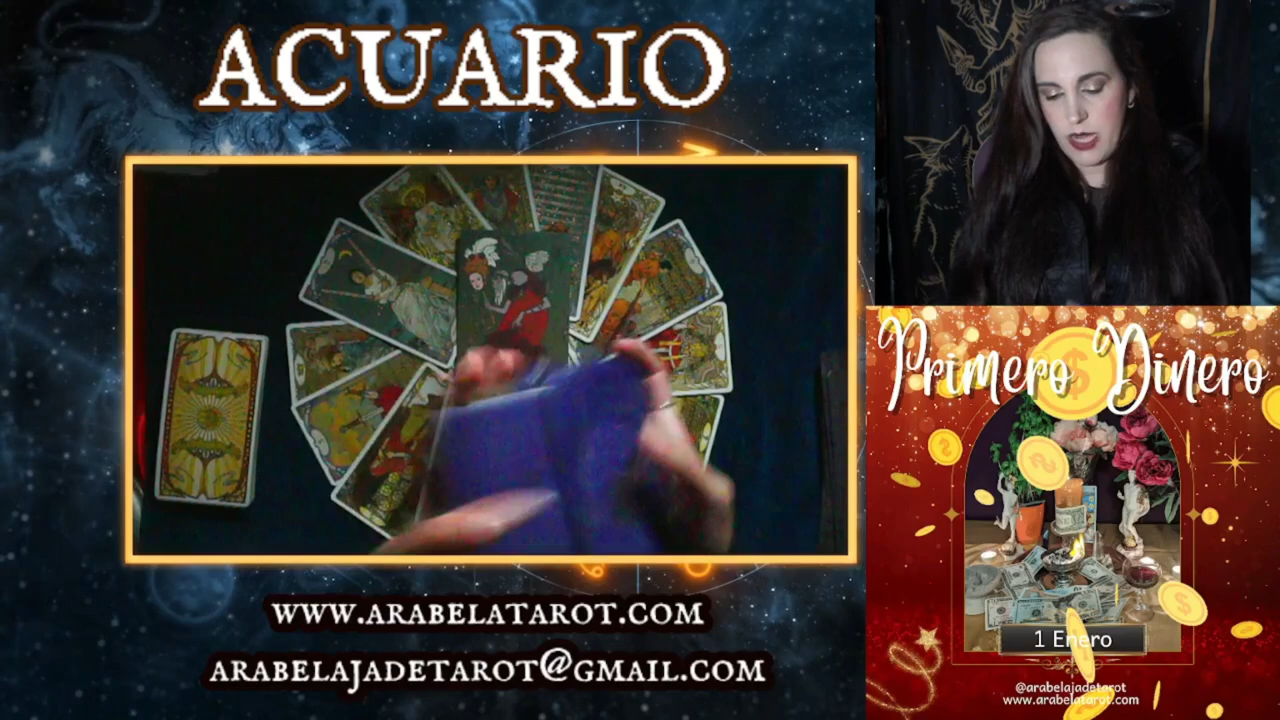 ACUARIO
WWW.ARABELATAROT.COM
ARABELAJADETAROT@GMAIL.COM
Primero Dinero
1 Enero
@arabelajadetarot
www.arabelatarot.com